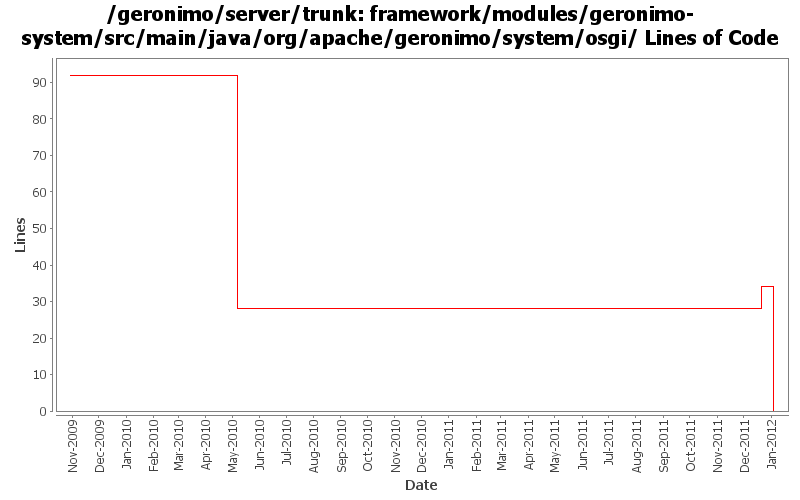 /geronimo/server/trunk: framework/modules/geronimo-
system/src/main/java/org/apache/geronimo/system/osgi/ Lines of Code
Lines
90
80
70
60
50
40
30
20
10
0
Nov-2009
Dec-2009
Jan-2010
Feb-2010
Mar-2010
Apr-2010
May-2010
Jun-2010
Jul-2010
Aug-2010
Sep-2010
Oct-2010
Nov-2010
Dec-2010
Jan-2011
Feb-2011
Mar-2011
Apr-2011
May-2011
Jun-2011
Jul-2011
Aug-2011
Sep-2011
Oct-2011
Nov-2011
Dec-2011
Jan-2012
Date